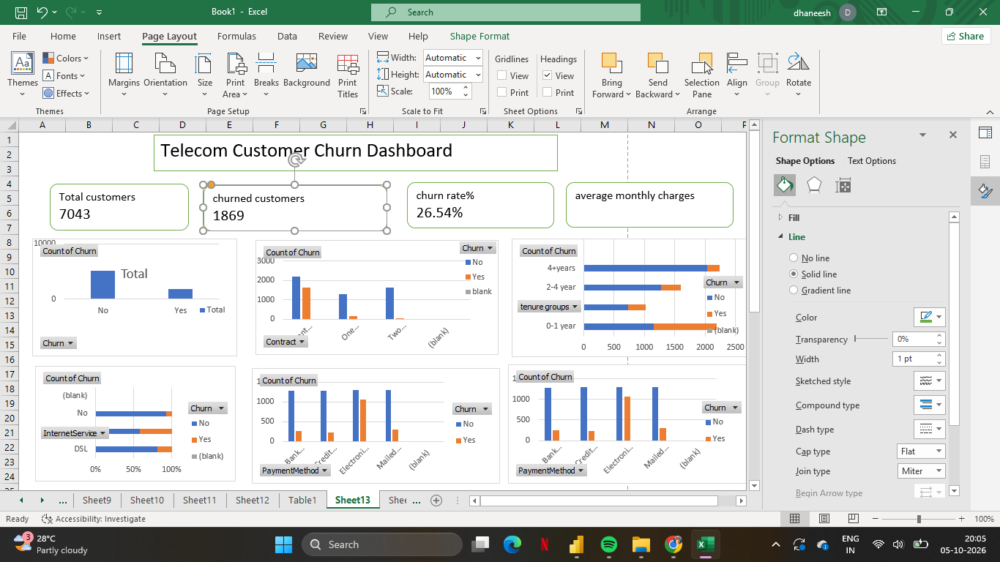 Book1 - Excel
Search
dhaneesh
D
File Home Insert Page Layout Formulas Data Review View Help Shape Format
Share
Themes
Colors
Fonts
Effects
Themes
Margins Orientation Size Print Area Breaks Background Print Titles
Page Setup
Width: Automatic
Height: Automatic
Scale: 100%
Scale to Fit
Gridlines Headings
View View
Print Print
Sheet Options
Bring Forward Send Backward Selection Pane Align Group Rotate
Arrange
A B C D E F G H I J K L M N O P
1
2
3
4
5
6
7
8
9
10
11
12
13
14
15
16
17
18
19
20
21
22
23
24
Telecom Customer Churn Dashboard
Total customers
7043
churned customers
1869
churn rate%
26.54%
average monthly charges
10000
Count of Churn
Total
0
No Yes
Total
Churn
Count of Churn
Churn
3000
2000
1000
0
No
Yes
blank
One...
Two...
(blank)
Contract
Count of Churn
4+years
2-4 year
tenure groups
0-1 year
0 500 1000 1500 2000 2500
Churn
No
Yes
(blank)
Count of Churn
(blank)
No
InternetService
DSL
0% 50% 100%
Churn
No
Yes
(blank)
Count of Churn
1000
500
0
Bank...
Credit...
Electroni...
Mailed...
(blank)
PaymentMethod
Churn
No
Yes
Count of Churn
1000
500
0
Bank...
Credit...
Electroni...
Mailed...
(blank)
PaymentMethod
Churn
No
Yes
Format Shape
Shape Options Text Options
Fill
Line
No line
Solid line
Gradient line
Color
Transparency 0%
Width 1 pt
Sketched style
Compound type
Dash type
Cap type Flat
Join type Miter
Begin Arrow type
... Sheet9 Sheet10 Sheet11 Sheet12 Table1 Sheet13 Shee ...
Ready Accessibility: Investigate 100%
3
28°C
Partly cloudy
Search
ENG
IN
20:05
05-10-2026